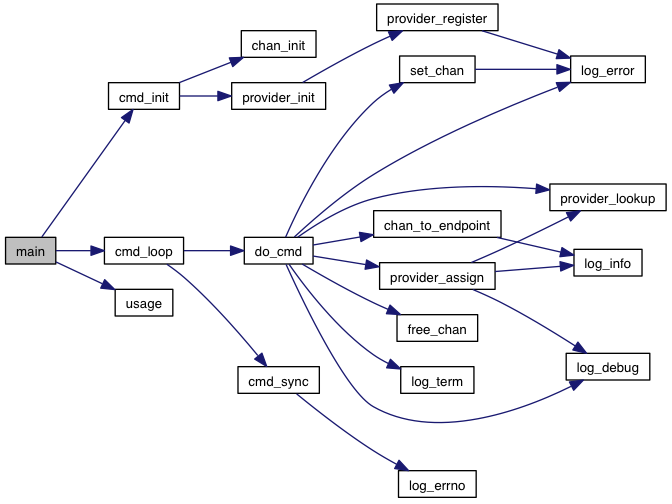 provider_register
chan_init
set_chan
log_error
cmd_init
provider_init
provider_lookup
chan_to_endpoint
main
cmd_loop
do_cmd
log_info
provider_assign
usage
free_chan
log_debug
cmd_sync
log_term
log_errno